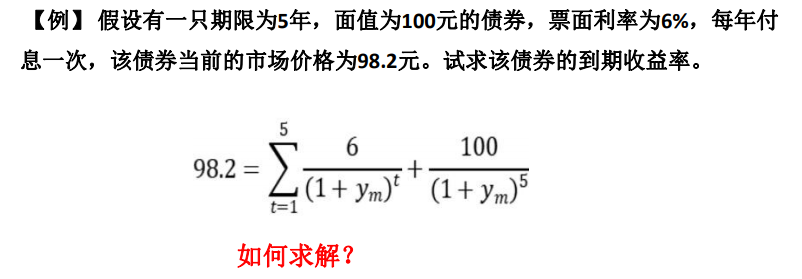 【例】假设有一只期限为5年，面值为100元的债券，票面利率为6%，每年付
息一次，该债券当前的市场价格为98.2元。试求该债券的到期收益率。
98.2 = ∑_{t=1}^{5} 6/(1 + y_m)^t + 100/(1 + y_m)^5
如何求解？